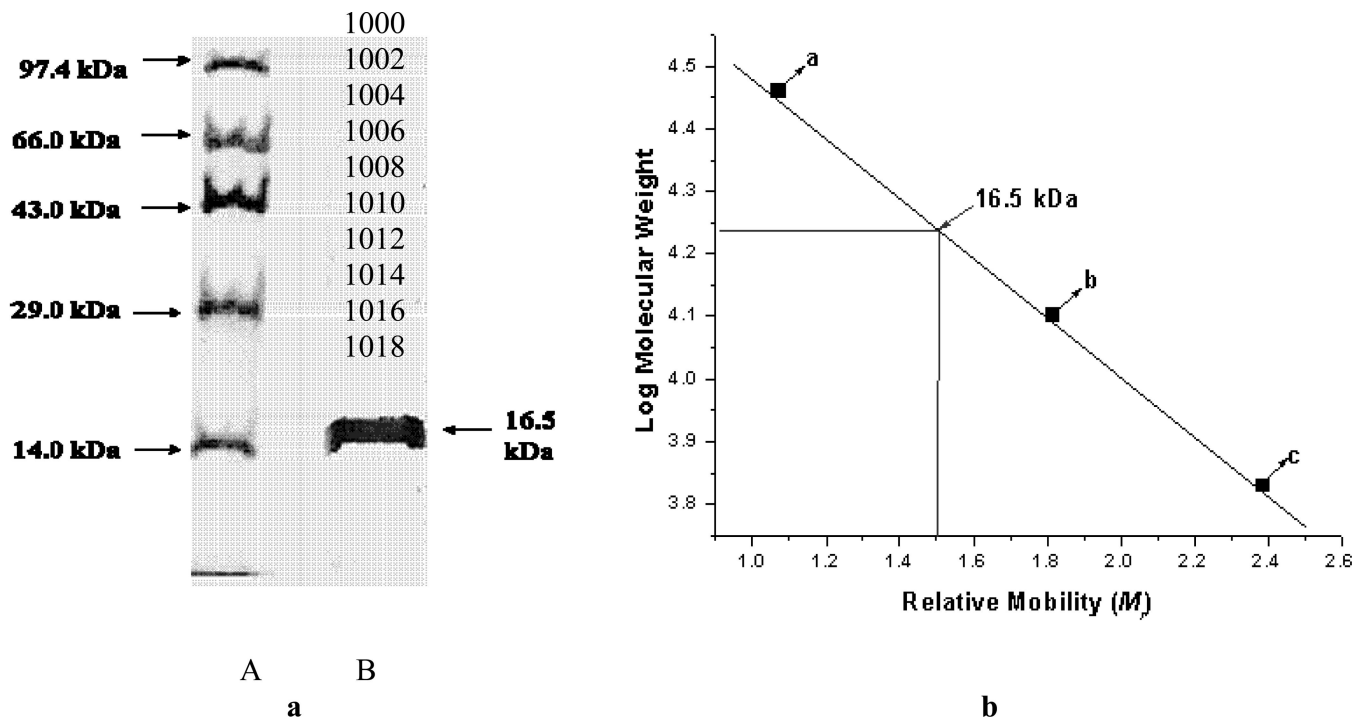 1000
1002
1004
1006
1008
1010
1012
1014
1016
1018
97.4 kDa
66.0 kDa
43.0 kDa
29.0 kDa
14.0 kDa
16.5
kDa
A B
a
Log Molecular Weight
4.5
4.4
4.3
4.2
4.1
4.0
3.9
3.8
a
16.5 kDa
b
c
1.0 1.2 1.4 1.6 1.8 2.0 2.2 2.4 2.6
Relative Mobility (Mr)
b